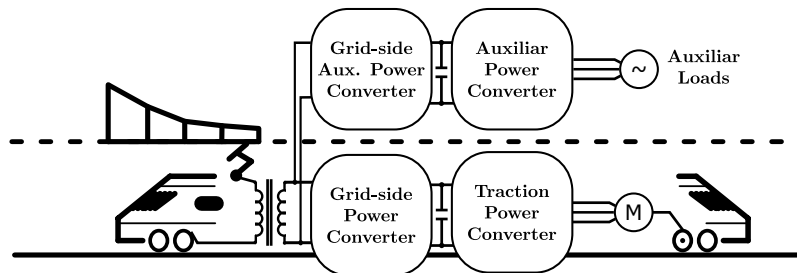 Grid-side
Aux. Power
Converter
Auxiliar
Power
Converter
~
Auxiliar
Loads
Grid-side
Power
Converter
Traction
Power
Converter
M